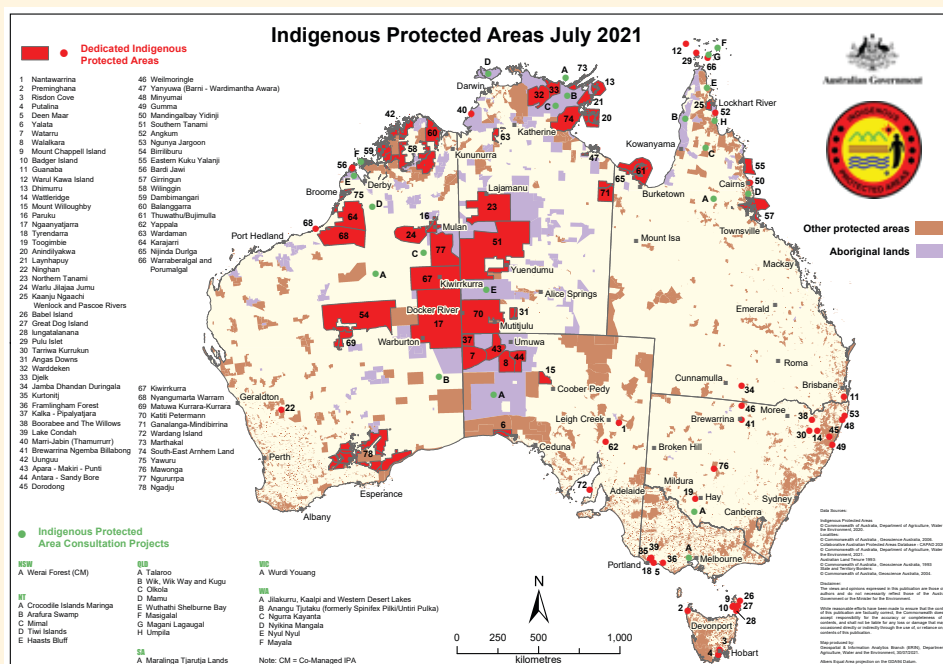 Indigenous Protected Areas July 2021
Dedicated Indigenous
Protected Areas
1 Nantawarrina
2 Preminghana
3 Risdon Cove
4 Putalina
5 Deen Maar
6 Yalata
7 Watarru
8 Walalkara
9 Mount Chappell Island
10 Badger Island
11 Guanaba
12 Warul Kawa Island
13 Dhimurru
14 Wattleridge
15 Mount Willoughby
16 Paruku
17 Ngaanyatjarra
18 Tyrendarra
19 Toogimbie
20 Anindilyakwa
21 Laynhapuy
22 Ninghan
23 Northern Tanami
24 Warlu Jilajaa Jumu
25 Kaanju Ngaachi
Wenlock and Pascoe Rivers
26 Babel Island
27 Great Dog Island
28 lungatalanana
29 Pulu Islet
30 Tarriwa Kurrukun
31 Angas Downs
32 Warddeken
33 Djelk
34 Jamba Dhandan Duringala
35 Kurtonitj
36 Framlingham Forest
37 Kalka - Pipalyatjara
38 Boorabee and The Willows
39 Lake Condah
40 Marri-Jabin (Thamurrurr)
41 Brewarrina Ngemba Billabong
42 Uunguu
43 Apara - Makiri - Punti
44 Antara - Sandy Bore
45 Dorodong
46 Weilmoringle
47 Yanyuwa (Barni - Wardimantha Awara)
48 Minyumai
49 Gumma
50 Mandingalbay Yidinji
51 Southern Tanami
52 Angkum
53 Ngunya Jargoon
54 Birriliburu
55 Eastern Kuku Yalanji
56 Bardi Jawi
57 Girringun
58 Wilinggin
59 Dambimangari
60 Balanggarra
61 Thuwathu/Bujimulla
62 Yappala
63 Wardaman
64 Karajarri
65 Nijinda Durlga
66 Warraberalgal and
Porumalgal
67 Kiwirrkurra
68 Nyangumarta Warrarn
69 Matuwa Kurrara-Kurrara
70 Katiti Petermann
71 Ganalanga-Mindibirrina
72 Wardang Island
73 Marthakal
74 South-East Arnhem Land
75 Yawuru
76 Mawonga
77 Ngururrpa
78 Ngadju
Australian Government
INDIGENOUS
PROTECTED AREAS
Other protected areas
Aboriginal lands
Darwin
Katherine
Kununurra
Derby
Broome
Port Hedland
Mulan
Lajamanu
Yuendumu
Kiwirrkurra
Alice Springs
Docker River
Mutitjulu
Warburton
Umuwa
Coober Pedy
Geraldton
Perth
Esperance
Albany
Ceduna
Leigh Creek
Adelaide
Lockhart River
Kowanyama
Burketown
Cairns
Townsville
Mount Isa
Mackay
Emerald
Roma
Cunnamulla
Brisbane
Brewarrina
Moree
Broken Hill
Mildura
Hay
Sydney
Canberra
Melbourne
Portland
Devonport
Hobart
Indigenous Protected
Area Consultation Projects
NSW
A Werai Forest (CM)
NT
A Crocodile Islands Maringa
B Arafura Swamp
C Mimal
D Tiwi Islands
E Haasts Bluff
QLD
A Talaroo
B Wik, Wik Way and Kugu
C Olkola
D Mamu
E Wuthathi Shelburne Bay
F Masigalal
G Magani Lagaugal
H Umpila
SA
A Maralinga Tjarutja Lands
VIC
A Wurdi Youang
WA
A Jilakurru, Kaalpi and Western Desert Lakes
B Anangu Tjutaku (formerly Spinifex Pilki/Untiri Pulka)
C Ngurra Kayanta
D Nyikina Mangala
E Nyul Nyul
F Mayala
Note: CM = Co-Managed IPA
N
0 250 500 1,000
kilometres
Data Sources:
Indigenous Protected Areas